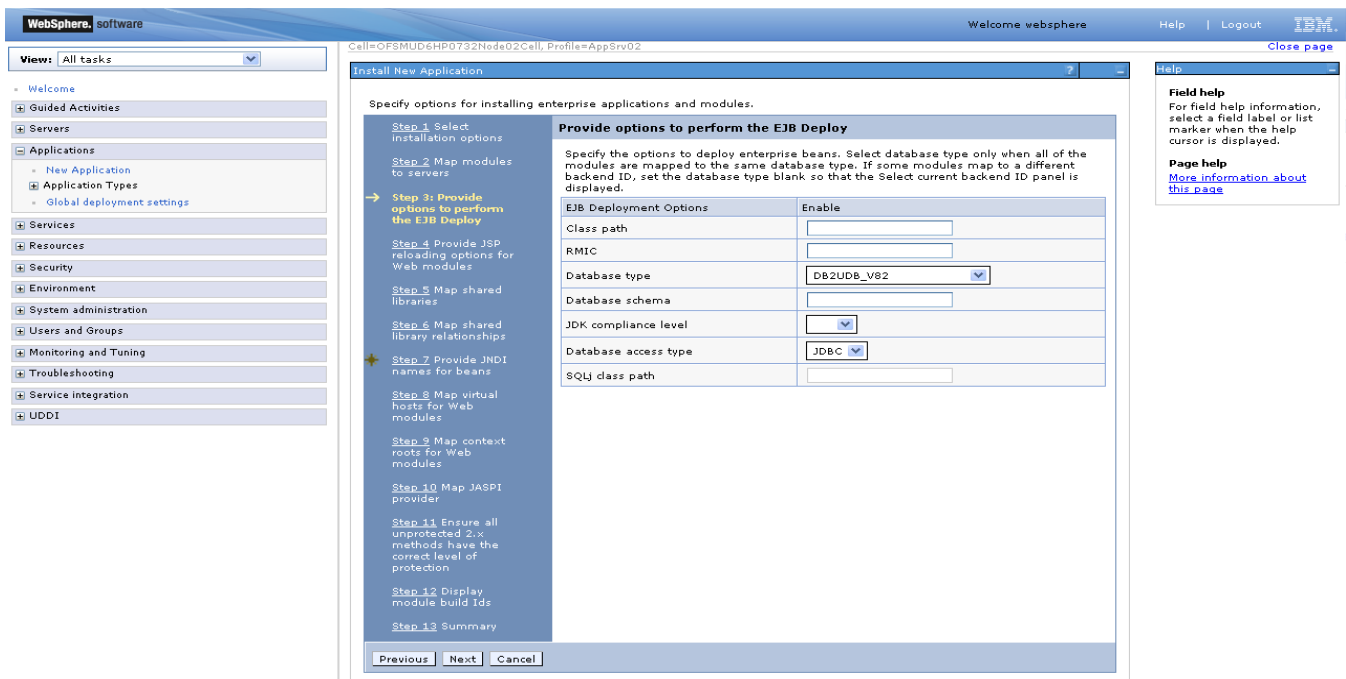 WebSphere. software
Welcome websphere
Help | Logout
IBM.
View: All tasks
Cell=OFSMUD6HP0732Node02Cell, Profile=AppSrv02
Close page
Welcome
Guided Activities
Servers
Applications
New Application
Application Types
Global deployment settings
Services
Resources
Security
Environment
System administration
Users and Groups
Monitoring and Tuning
Troubleshooting
Service integration
UDDI
Install New Application
?
Specify options for installing enterprise applications and modules.
Step 1 Select
installation options
Step 2 Map modules
to servers
Step 3: Provide
options to perform
the EJB Deploy
Step 4 Provide JSP
reloading options for
Web modules
Step 5 Map shared
libraries
Step 6 Map shared
library relationships
Step 7 Provide JNDI
names for beans
Step 8 Map virtual
hosts for Web
modules
Step 9 Map context
roots for Web
modules
Step 10 Map JASPI
provider
Step 11 Ensure all
unprotected 2.x
methods have the
correct level of
protection
Step 12 Display
module build Ids
Step 13 Summary
Provide options to perform the EJB Deploy
Specify the options to deploy enterprise beans. Select database type only when all of the
modules are mapped to the same database type. If some modules map to a different
backend ID, set the database type blank so that the Select current backend ID panel is
displayed.
EJB Deployment Options Enable
Class path
RMIC
Database type DB2UDB_V82
Database schema
JDK compliance level
Database access type JDBC
SQLj class path
Previous Next Cancel
Help
Field help
For field help information,
select a field label or list
marker when the help
cursor is displayed.
Page help
More information about
this page